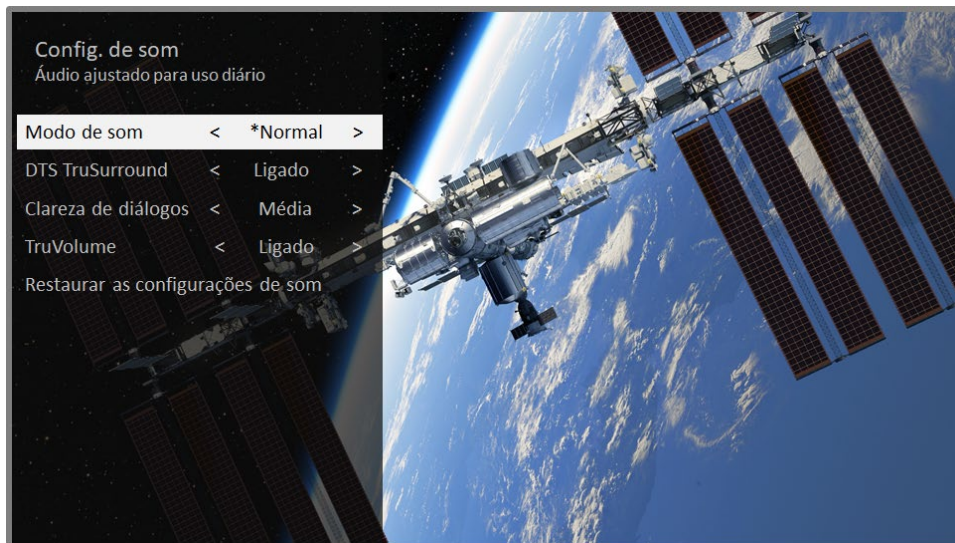 Config. de som
Áudio ajustado para uso diário
Modo de som < *Normal >
DTS TruSurround < Ligado >
Clareza de diálogos < Média >
TruVolume < Ligado >
Restaurar as configurações de som